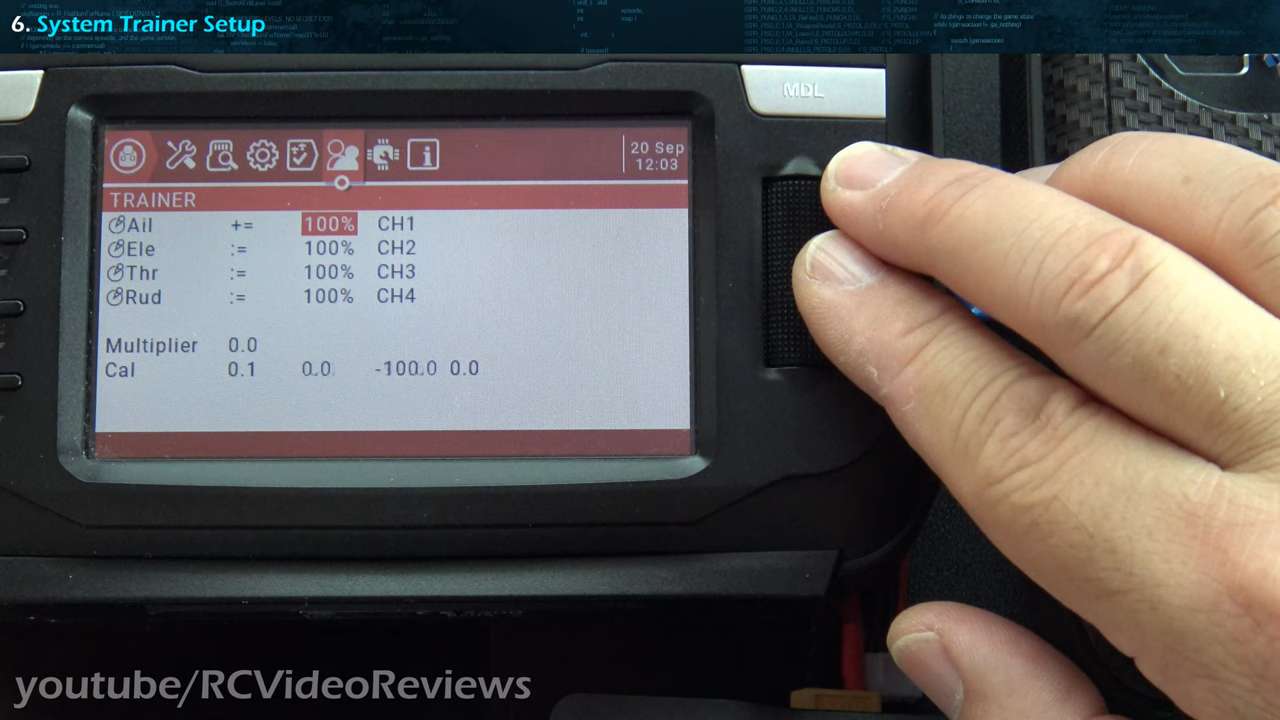 6. System Trainer Setup
MDL
20 Sep
12:03
TRAINER
Ail += 100% CH1
Ele := 100% CH2
Thr := 100% CH3
Rud := 100% CH4
Multiplier 0.0
Cal 0.1 0.0 -100.0 0.0
youtube/RCVideoReviews